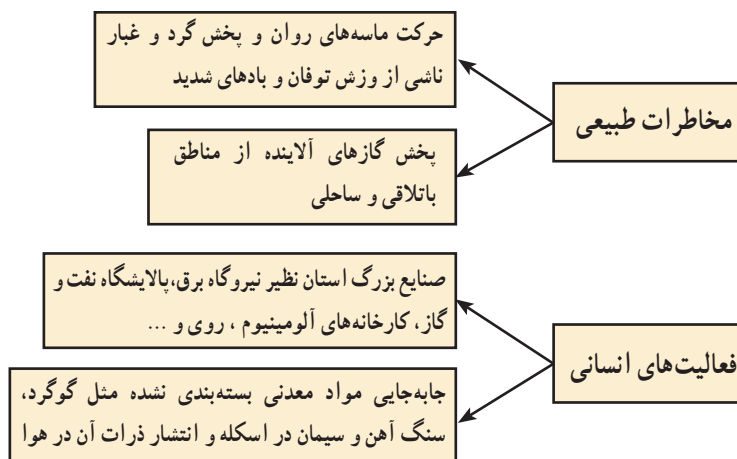 مخاطرات طبیعی
حرکت ماسه‌های روان و پخش گرد و غبار
ناشی از وزش توفان و بادهای شدید
پخش گازهای آلاینده از مناطق
باتلاقی و ساحلی
فعالیت‌های انسانی
صنایع بزرگ استان نظیر نیروگاه برق،پالایشگاه نفت و
گاز، کارخانه‌های آلومینیوم ، روی و ...
جابه‌جایی مواد معدنی بسته‌بندی نشده مثل گوگرد،
سنگ آهن و سیمان در اسکله و انتشار ذرات آن در هوا